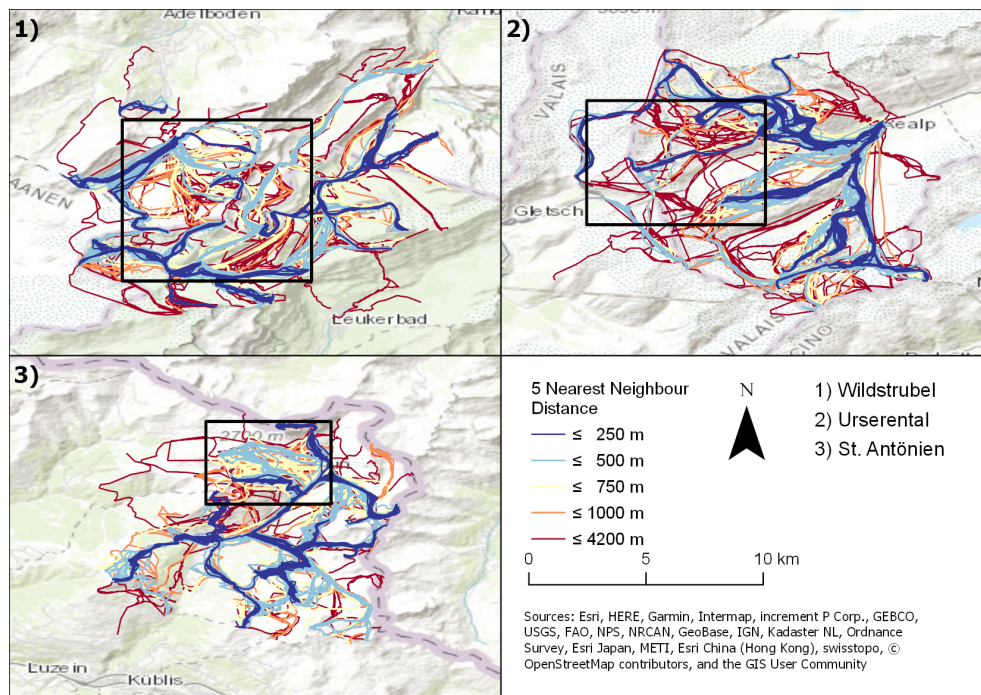 1)
Adelboden
AANEN
Leukerbad
2)
VALAIS
Realp
Gletsch
VALAIS
3)
2700 m
Luzein
Küblis
5 Nearest Neighbour
Distance
≤ 250 m
≤ 500 m
≤ 750 m
≤ 1000 m
≤ 4200 m
N
1) Wildstrubel
2) Urserental
3) St. Antönien
0 5 10 km
Sources: Esri, HERE, Garmin, Intermap, increment P Corp., GEBCO,
USGS, FAO, NPS, NRCAN, GeoBase, IGN, Kadaster NL, Ordnance
Survey, Esri Japan, METI, Esri China (Hong Kong), swisstopo, ©
OpenStreetMap contributors, and the GIS User Community